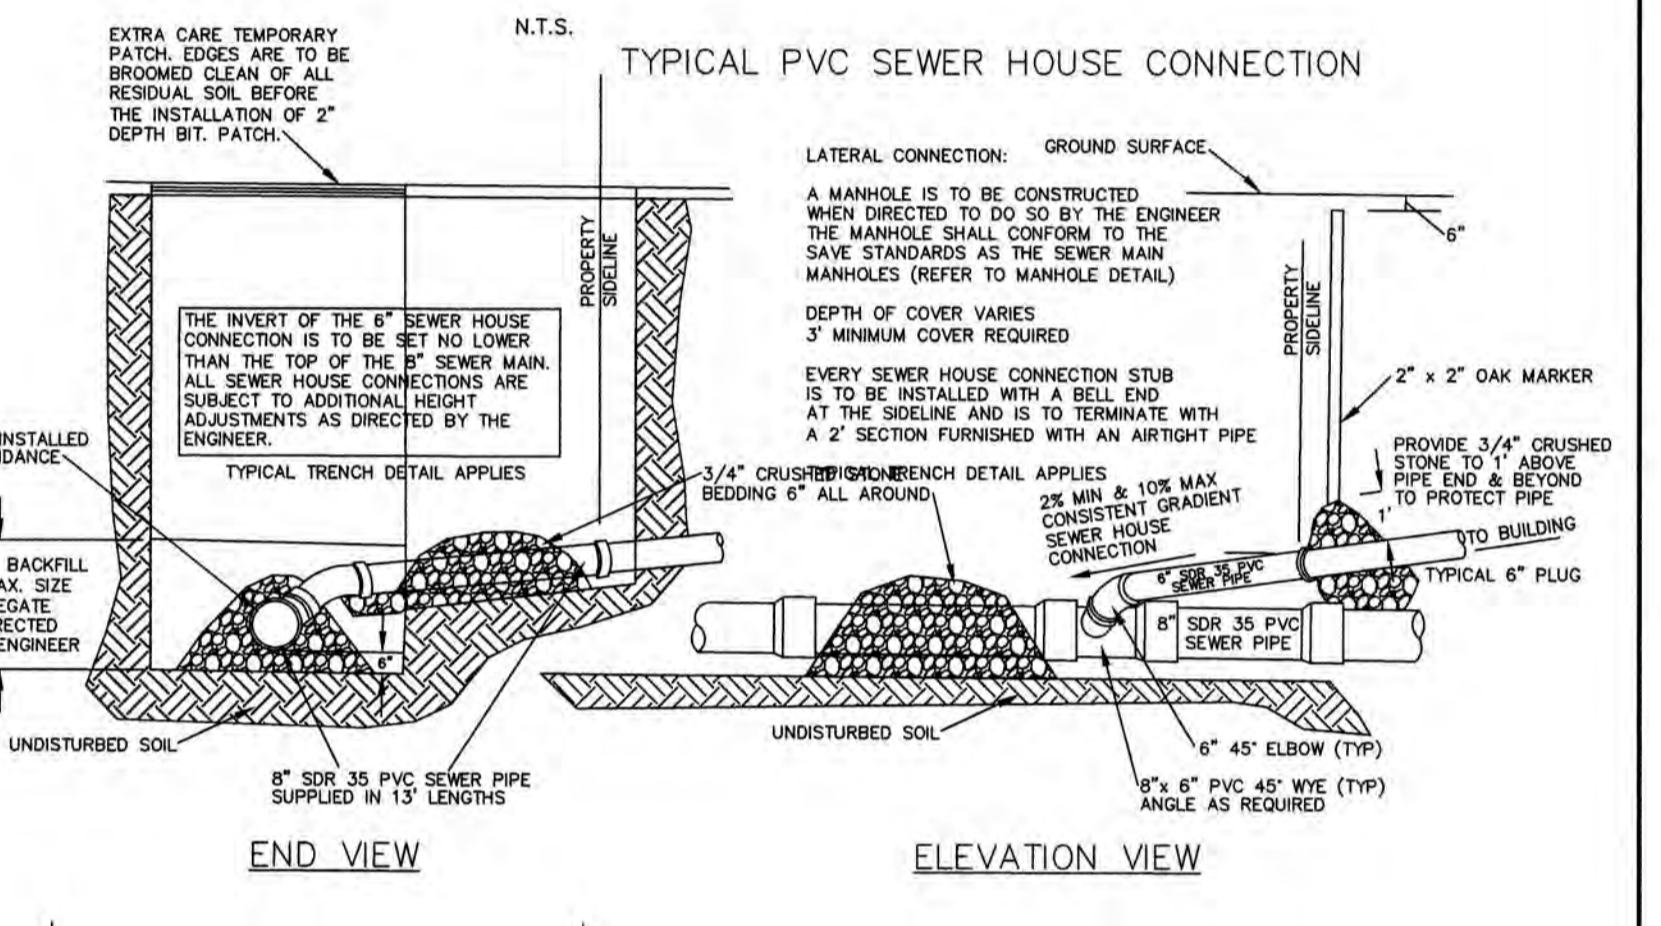 N.T.S.
TYPICAL PVC SEWER HOUSE CONNECTION
EXTRA CARE TEMPORARY
PATCH. EDGES ARE TO BE
BROOMED CLEAN OF ALL
RESIDUAL SOIL BEFORE
THE INSTALLATION OF 2"
DEPTH BIT. PATCH.
PROPERTY
SIDELINE
THE INVERT OF THE 6" SEWER HOUSE
CONNECTION IS TO BE SET NO LOWER
THAN THE TOP OF THE 8" SEWER MAIN.
ALL SEWER HOUSE CONNECTIONS ARE
SUBJECT TO ADDITIONAL HEIGHT
ADJUSTMENTS AS DIRECTED BY THE
ENGINEER.
TYPICAL TRENCH DETAIL APPLIES
INSTALLED
IDANCE
BACKFILL
AX. SIZE
EGATE
RECTED
ENGINEER
3/4" CRUSHED STONE
BEDDING 6" ALL AROUND
6"
UNDISTURBED SOIL
8" SDR 35 PVC SEWER PIPE
SUPPLIED IN 13' LENGTHS
END VIEW
LATERAL CONNECTION:
A MANHOLE IS TO BE CONSTRUCTED
WHEN DIRECTED TO DO SO BY THE ENGINEER
THE MANHOLE SHALL CONFORM TO THE
SAVE STANDARDS AS THE SEWER MAIN
MANHOLES (REFER TO MANHOLE DETAIL)
DEPTH OF COVER VARIES
3' MINIMUM COVER REQUIRED
EVERY SEWER HOUSE CONNECTION STUB
IS TO BE INSTALLED WITH A BELL END
AT THE SIDELINE AND IS TO TERMINATE WITH
A 2' SECTION FURNISHED WITH AN AIRTIGHT PIPE
TYPICAL TRENCH DETAIL APPLIES
GROUND SURFACE
6"
PROPERTY
SIDELINE
2" x 2" OAK MARKER
PROVIDE 3/4" CRUSHED
STONE TO 1' ABOVE
PIPE END & BEYOND
TO PROTECT PIPE
1'
2% MIN & 10% MAX
CONSISTENT GRADIENT
SEWER HOUSE
CONNECTION
TO BUILDING
TYPICAL 6" PLUG
6" SDR 35 PVC
SEWER PIPE
8" SDR 35 PVC
SEWER PIPE
UNDISTURBED SOIL
6" 45° ELBOW (TYP)
8"x 6" PVC 45° WYE (TYP)
ANGLE AS REQUIRED
ELEVATION VIEW